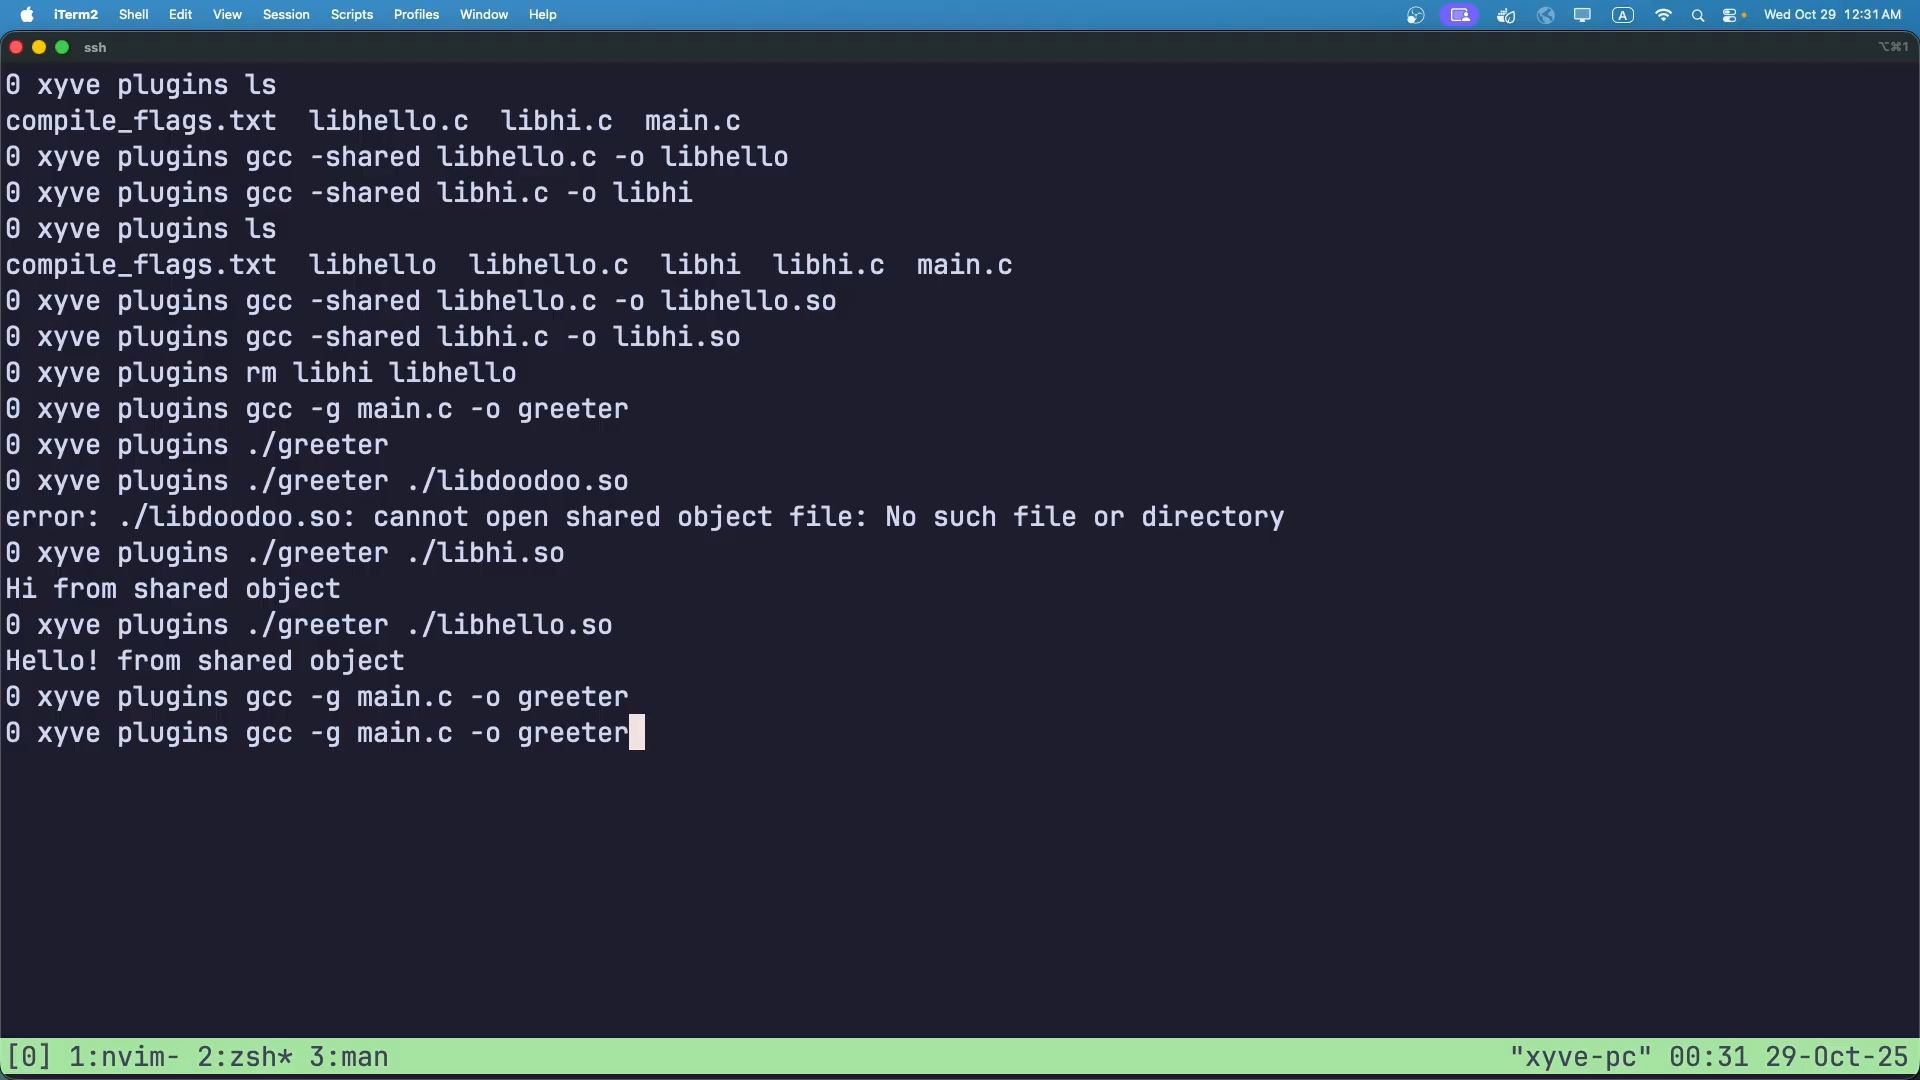 iTerm2 Shell Edit View Session Scripts Profiles Window Help A Wed Oct 29 12:31 AM
ssh ⌥⌘1
0 xyve plugins ls
compile_flags.txt libhello.c libhi.c main.c
0 xyve plugins gcc -shared libhello.c -o libhello
0 xyve plugins gcc -shared libhi.c -o libhi
0 xyve plugins ls
compile_flags.txt libhello libhello.c libhi libhi.c main.c
0 xyve plugins gcc -shared libhello.c -o libhello.so
0 xyve plugins gcc -shared libhi.c -o libhi.so
0 xyve plugins rm libhi libhello
0 xyve plugins gcc -g main.c -o greeter
0 xyve plugins ./greeter
0 xyve plugins ./greeter ./libdoodoo.so
error: ./libdoodoo.so: cannot open shared object file: No such file or directory
0 xyve plugins ./greeter ./libhi.so
Hi from shared object
0 xyve plugins ./greeter ./libhello.so
Hello! from shared object
0 xyve plugins gcc -g main.c -o greeter
0 xyve plugins gcc -g main.c -o greeter
[0] 1:nvim- 2:zsh* 3:man "xyve-pc" 00:31 29-Oct-25